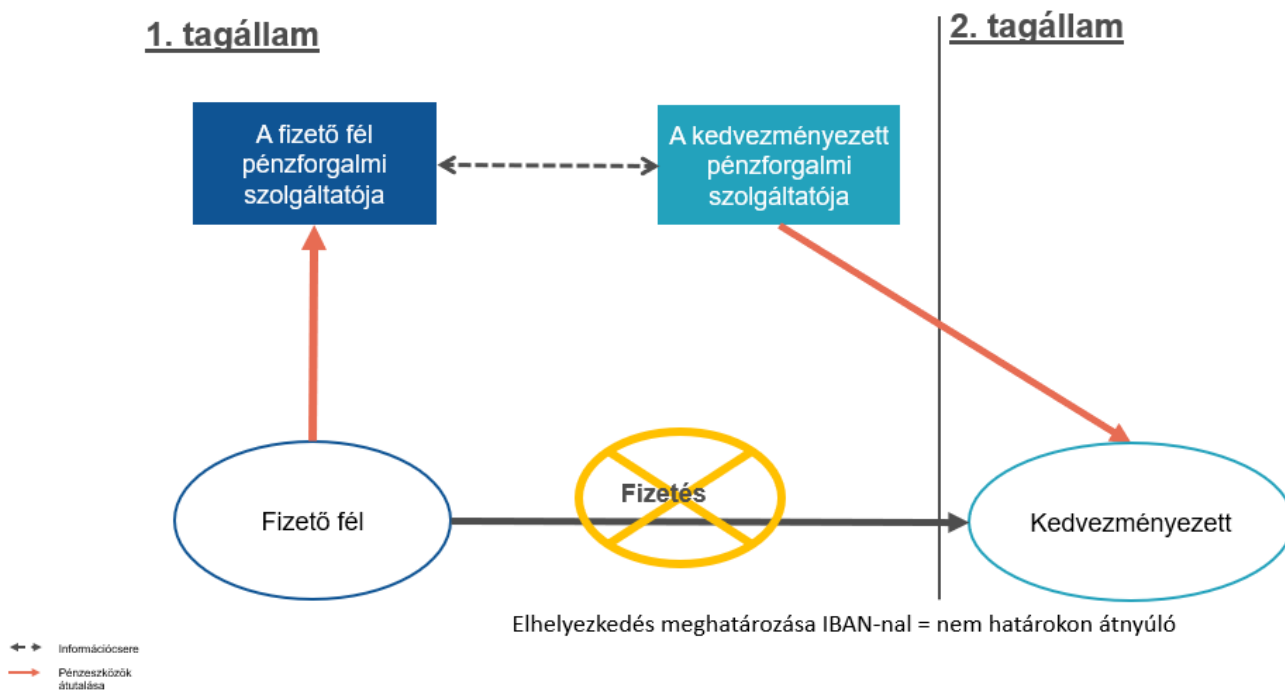 1. tagállam
2. tagállam
A fizető fél
pénzforgalmi
szolgáltatója
A kedvezményezett
pénzforgalmi
szolgáltatója
Fizetés
Fizető fél
Kedvezményezett
Elhelyezkedés meghatározása IBAN-nal = nem határokon átnyúló
Információcsere
Pénzeszközök
átutalása